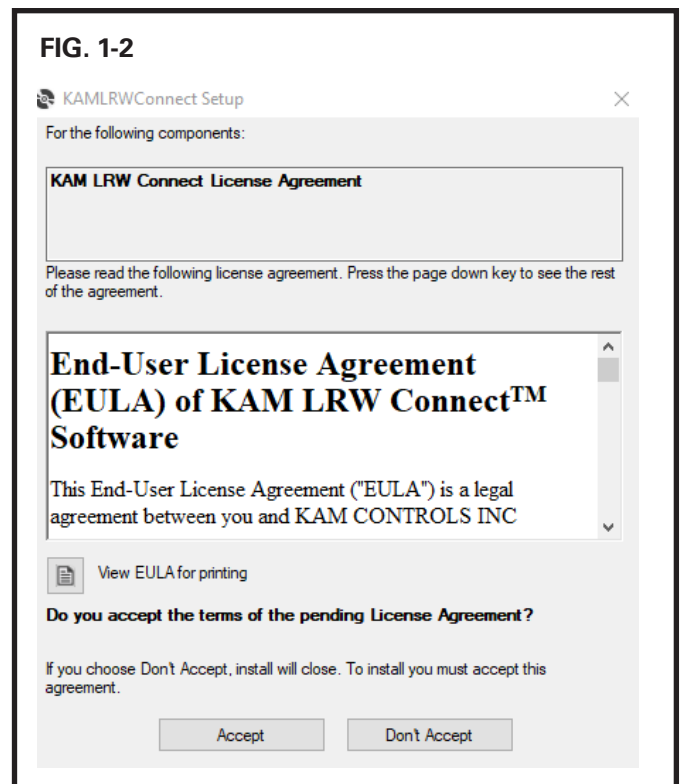 FIG. 1-2
KAMLRWConnect Setup
For the following components:
KAM LRW Connect License Agreement
Please read the following license agreement. Press the page down key to see the rest
of the agreement.
End-User License Agreement
(EULA) of KAM LRW Connect™
Software
This End-User License Agreement ("EULA") is a legal
agreement between you and KAM CONTROLS INC
View EULA for printing
Do you accept the terms of the pending License Agreement?
If you choose Don't Accept, install will close. To install you must accept this
agreement.
Accept
Don't Accept